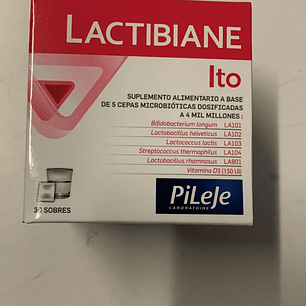 LACTIBIANE
Ito
SUPLEMENTO ALIMENTARIO A BASE
DE 5 CEPAS MICROBIÓTICAS DOSIFICADAS
A 4 MIL MILLONES :
Bifidobacterium longum LA101
Lactobacillus helveticus LA102
Lactococcus lactis LA103
Streptococcus thermophilus LA104
Lactobacillus rhamnosus LA801
Vitamina D3 (150 UI)
PiLeJe
LABORATOIRE
30 SOBRES